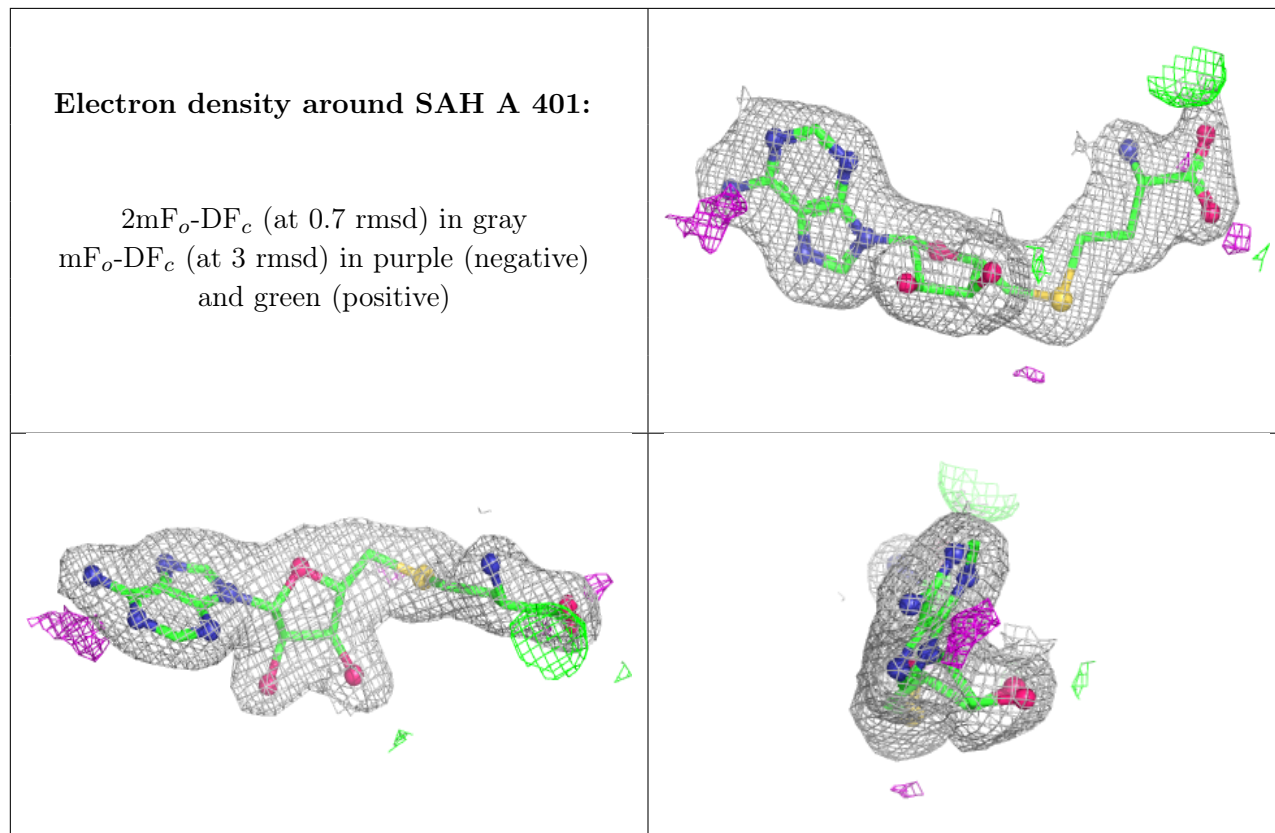 Electron density around SAH A 401:
2mFo-DFc (at 0.7 rmsd) in gray
mFo-DFc (at 3 rmsd) in purple (negative)
and green (positive)